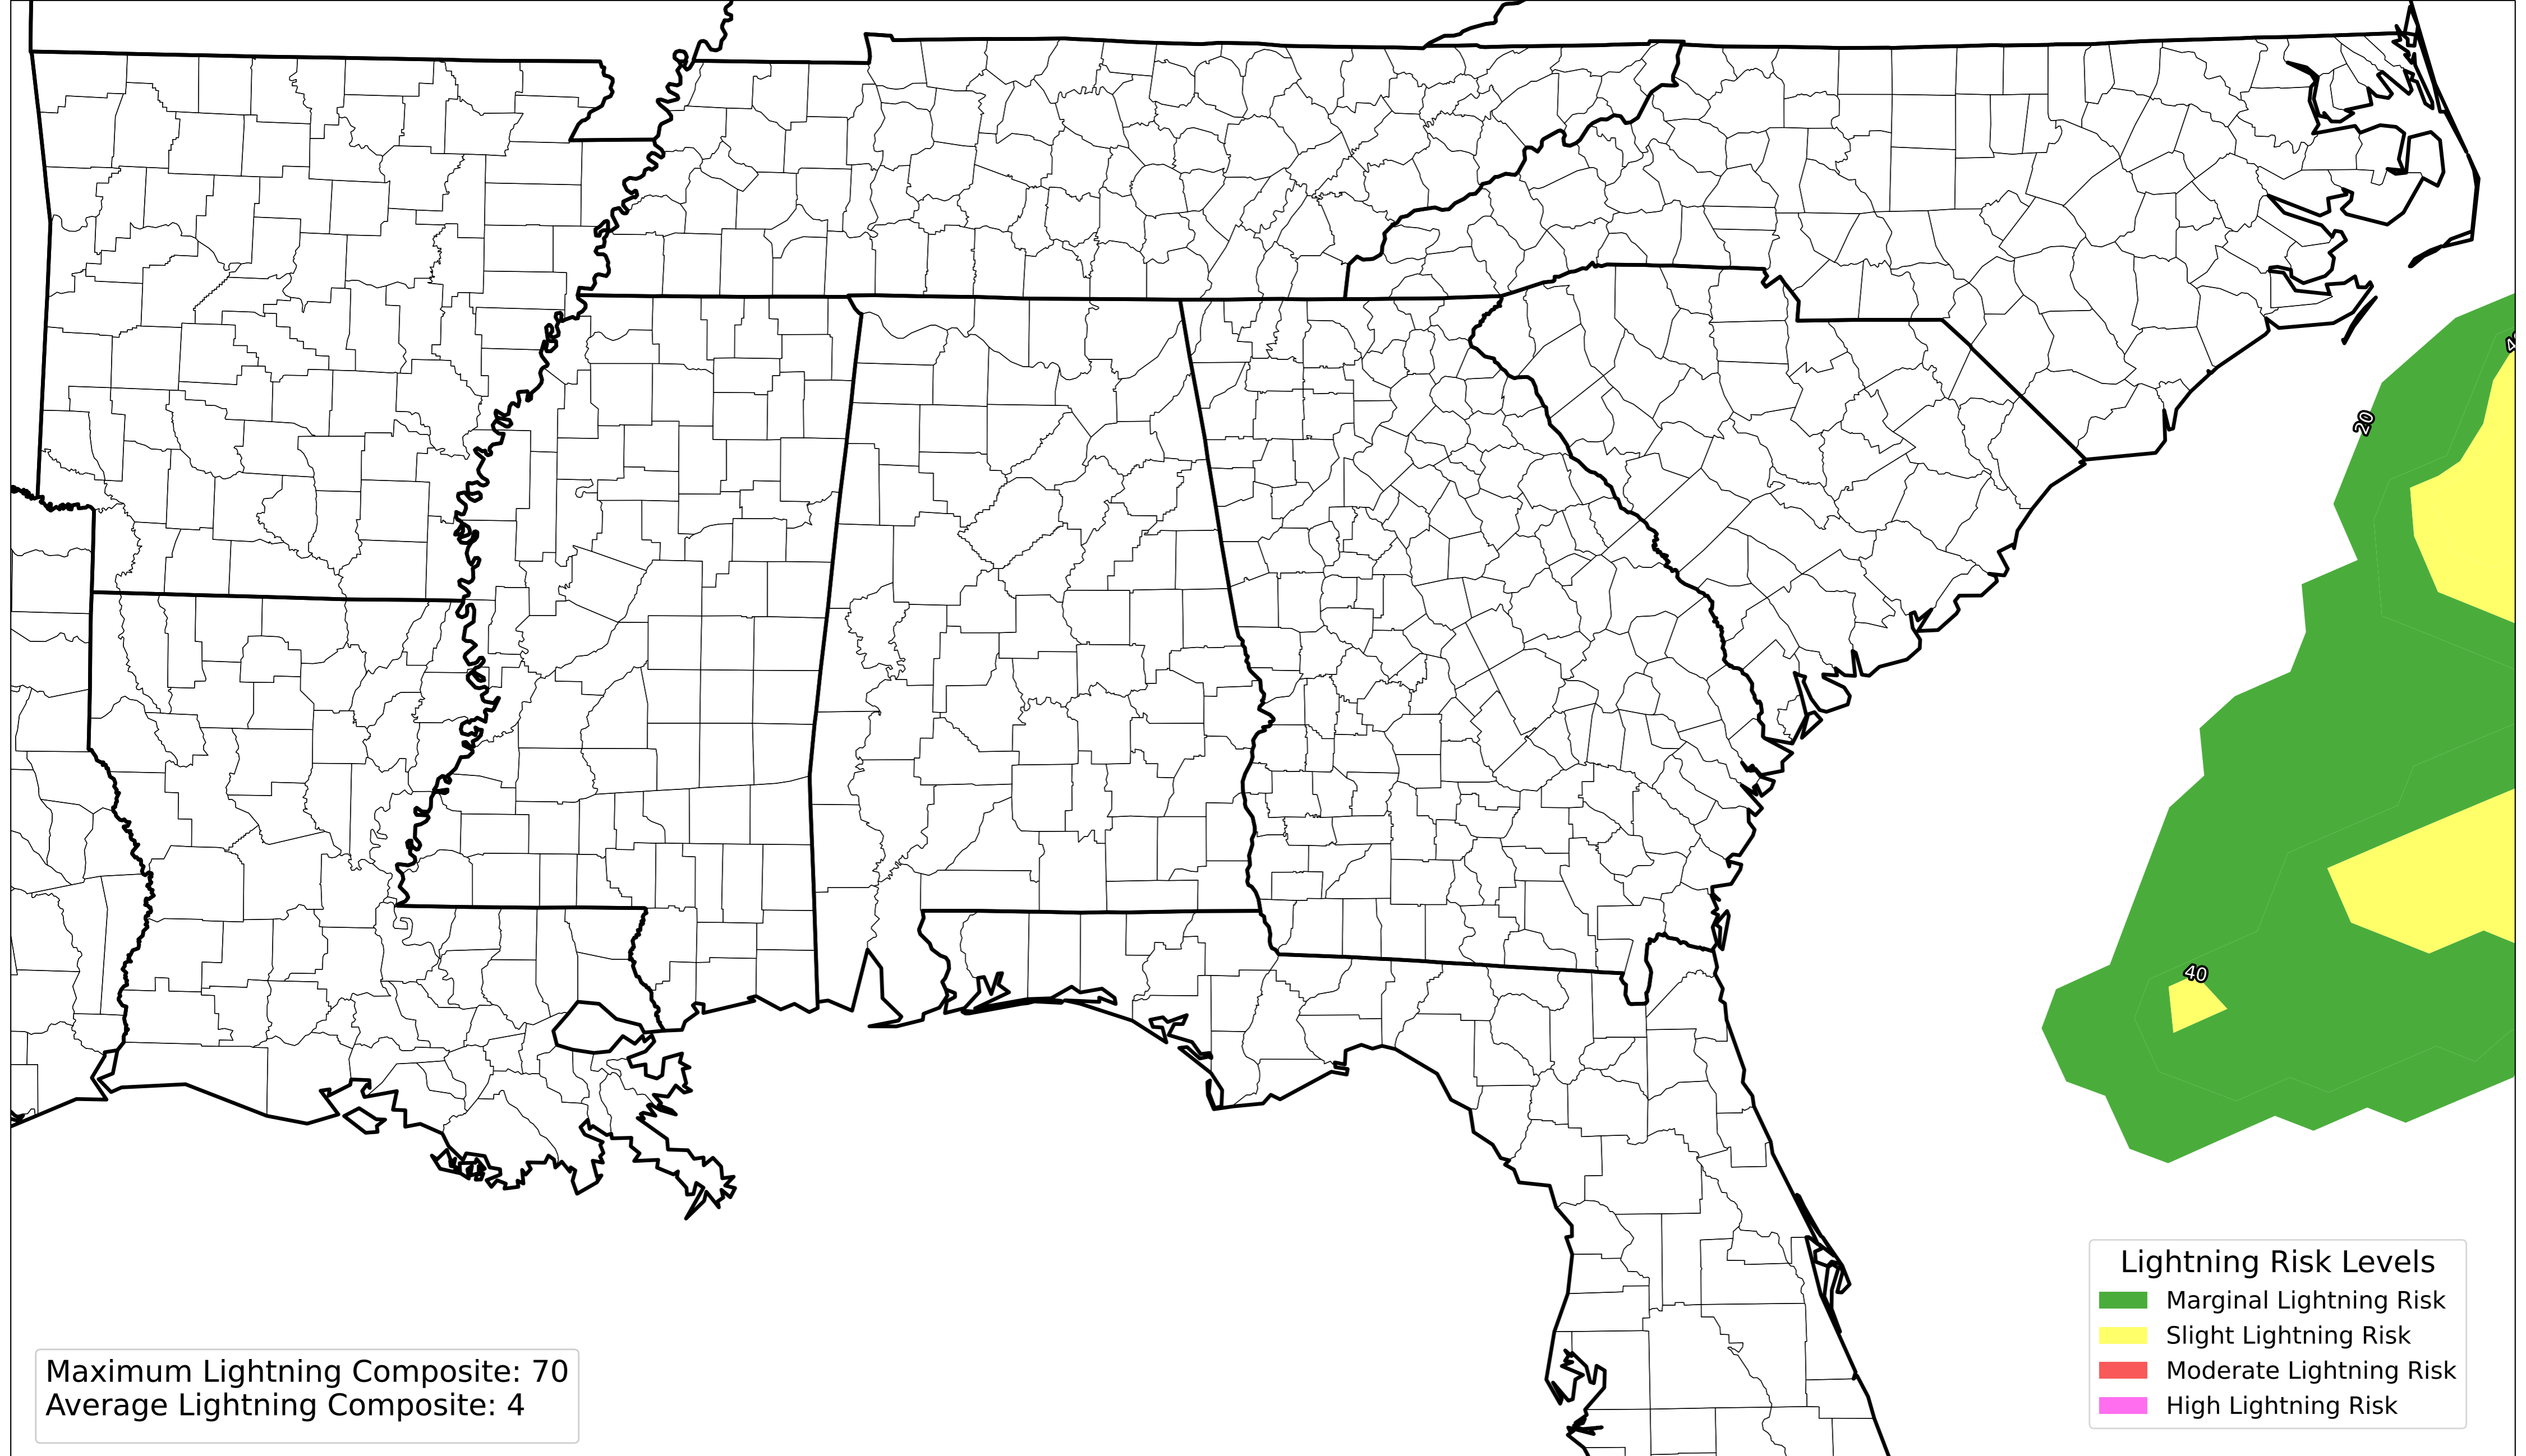 20
40
Lightning Risk Levels
Marginal Lightning Risk
Slight Lightning Risk
Moderate Lightning Risk
High Lightning Risk
Maximum Lightning Composite: 70
Average Lightning Composite: 4